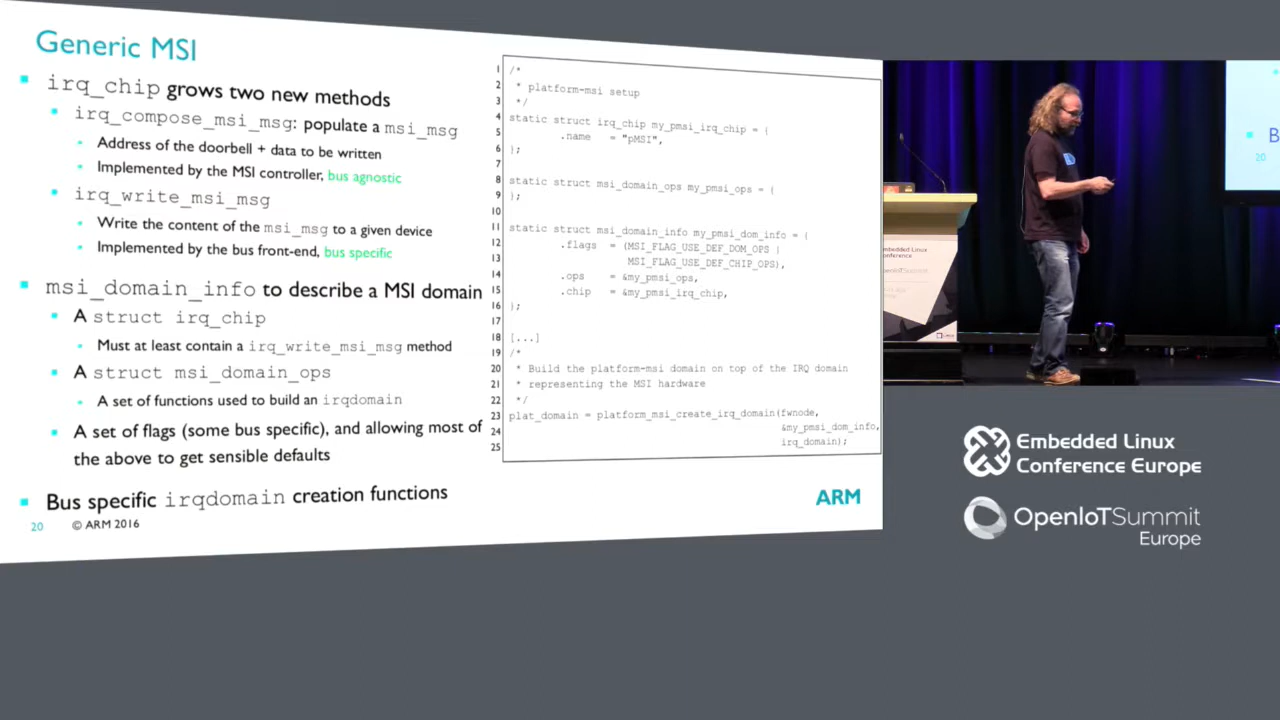 Generic MSI
irq_chip grows two new methods
irq_compose_msi_msg: populate a msi_msg
Address of the doorbell + data to be written
Implemented by the MSI controller, bus agnostic
irq_write_msi_msg
Write the content of the msi_msg to a given device
Implemented by the bus front-end, bus specific
msi_domain_info to describe a MSI domain
A struct irq_chip
Must at least contain a irq_write_msi_msg method
A struct msi_domain_ops
A set of functions used to build an irqdomain
A set of flags (some bus specific), and allowing most of
the above to get sensible defaults
Bus specific irqdomain creation functions
20 © ARM 2016
1 /*
2 * platform-msi setup
3 */
4 static struct irq_chip my_pmsi_irq_chip = {
5 .name = "pMSI",
6 };
7
8 static struct msi_domain_ops my_pmsi_ops = {
9 };
10
11 static struct msi_domain_info my_pmsi_dom_info = {
12 .flags = (MSI_FLAG_USE_DEF_DOM_OPS |
13 MSI_FLAG_USE_DEF_CHIP_OPS),
14 .ops = &my_pmsi_ops,
15 .chip = &my_pmsi_irq_chip,
16 };
17
18 [...]
19 /*
20 * Build the platform-msi domain on top of the IRQ domain
21 * representing the MSI hardware
22 */
23 plat_domain = platform_msi_create_irq_domain(fwnode,
24 &my_pmsi_dom_info,
25 irq_domain);
ARM
B
20
Embedded Linux
Conference
Embedded Linux
Conference Europe
OpenIoTSummit
Europe